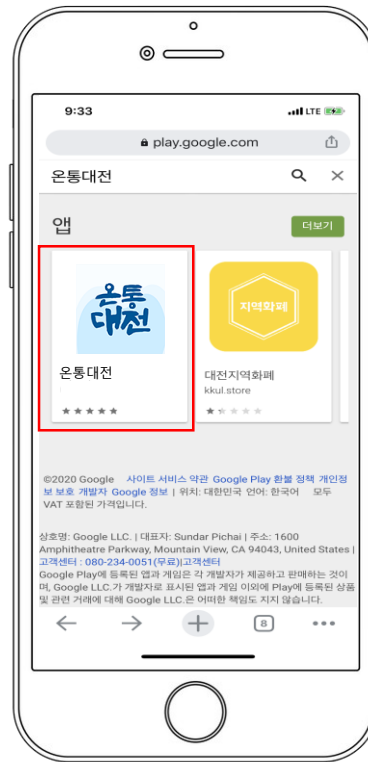 9:33
LTE
play.google.com
온통대전
앱
더보기
온통
대전
지역화폐
온통대전
대전지역화폐
kkul.store
©2020 Google 사이트 서비스 약관 Google Play 환불 정책 개인정
보 보호 개발자 Google 정보 | 위치: 대한민국 언어: 한국어 모두
VAT 포함된 가격입니다.
상호명: Google LLC. | 대표자: Sundar Pichai | 주소: 1600
Amphitheatre Parkway, Mountain View, CA 94043, United States |
고객센터 : 080-234-0051(무료)|고객센터
Google Play에 등록된 앱과 게임은 각 개발자가 제공하고 판매하는 것이
며, Google LLC.가 개발자로 표시된 앱과 게임 이외에 Play에 등록된 상품
및 관련 거래에 대해 Google LLC.은 어떠한 책임도 지지 않습니다.
8